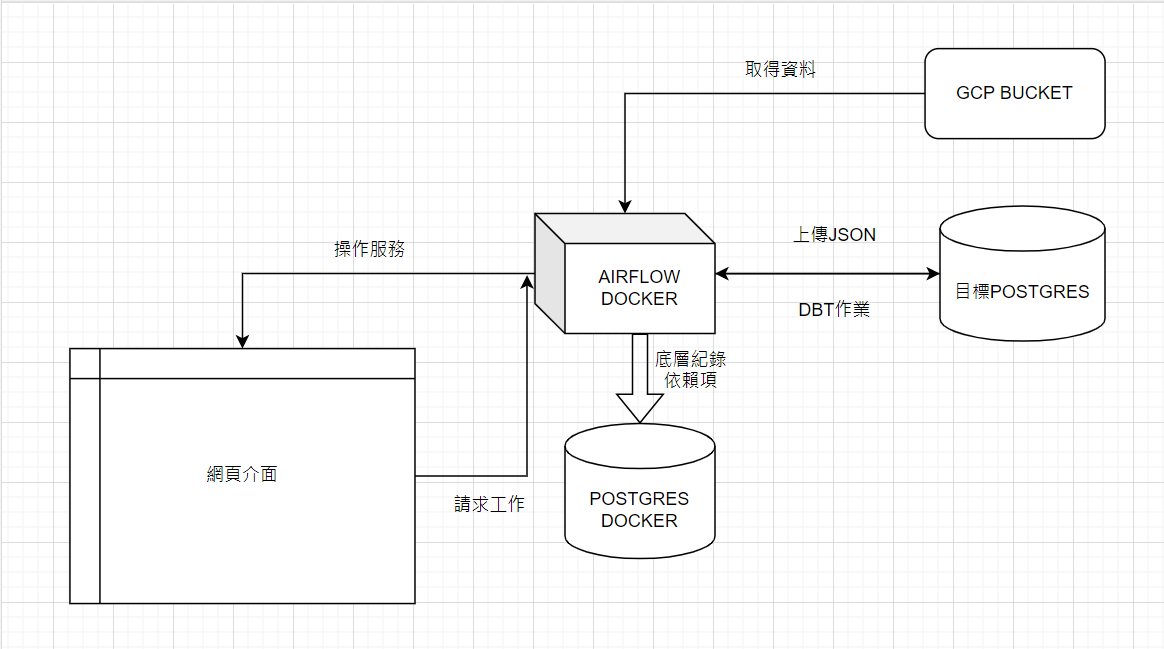 取得資料
GCP BUCKET
操作服務
上傳JSON
AIRFLOW
DOCKER
目標POSTGRES
DBT作業
底層紀錄
依賴項
網頁介面
請求工作
POSTGRES
DOCKER